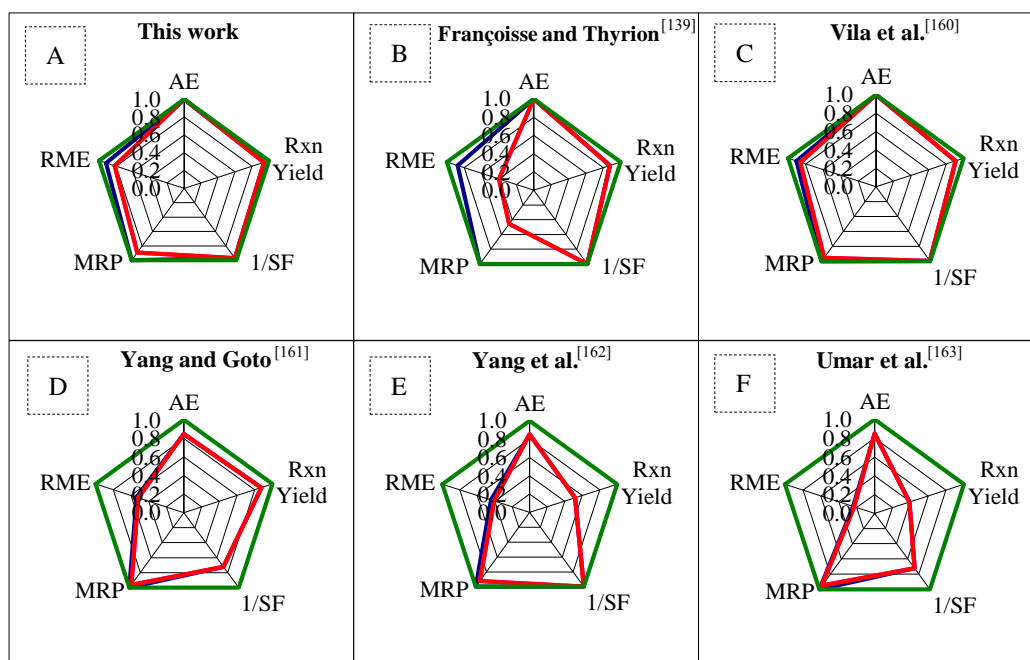 A
This work
AE
1.0
0.8
0.6
0.4
0.2
0.0
RME
Rxn
Yield
MRP
1/SF
B
Françoisse and Thyrion[139]
AE
1.0
0.8
0.6
0.4
0.2
0.0
RME
Rxn
Yield
MRP
1/SF
C
Vila et al.[160]
AE
1.0
0.8
0.6
0.4
0.2
0.0
RME
Rxn
Yield
MRP
1/SF
D
Yang and Goto[161]
AE
1.0
0.8
0.6
0.4
0.2
0.0
RME
Rxn
Yield
MRP
1/SF
E
Yang et al.[162]
AE
1.0
0.8
0.6
0.4
0.2
0.0
RME
Rxn
Yield
MRP
1/SF
F
Umar et al.[163]
AE
1.0
0.8
0.6
0.4
0.2
0.0
RME
Rxn
Yield
MRP
1/SF